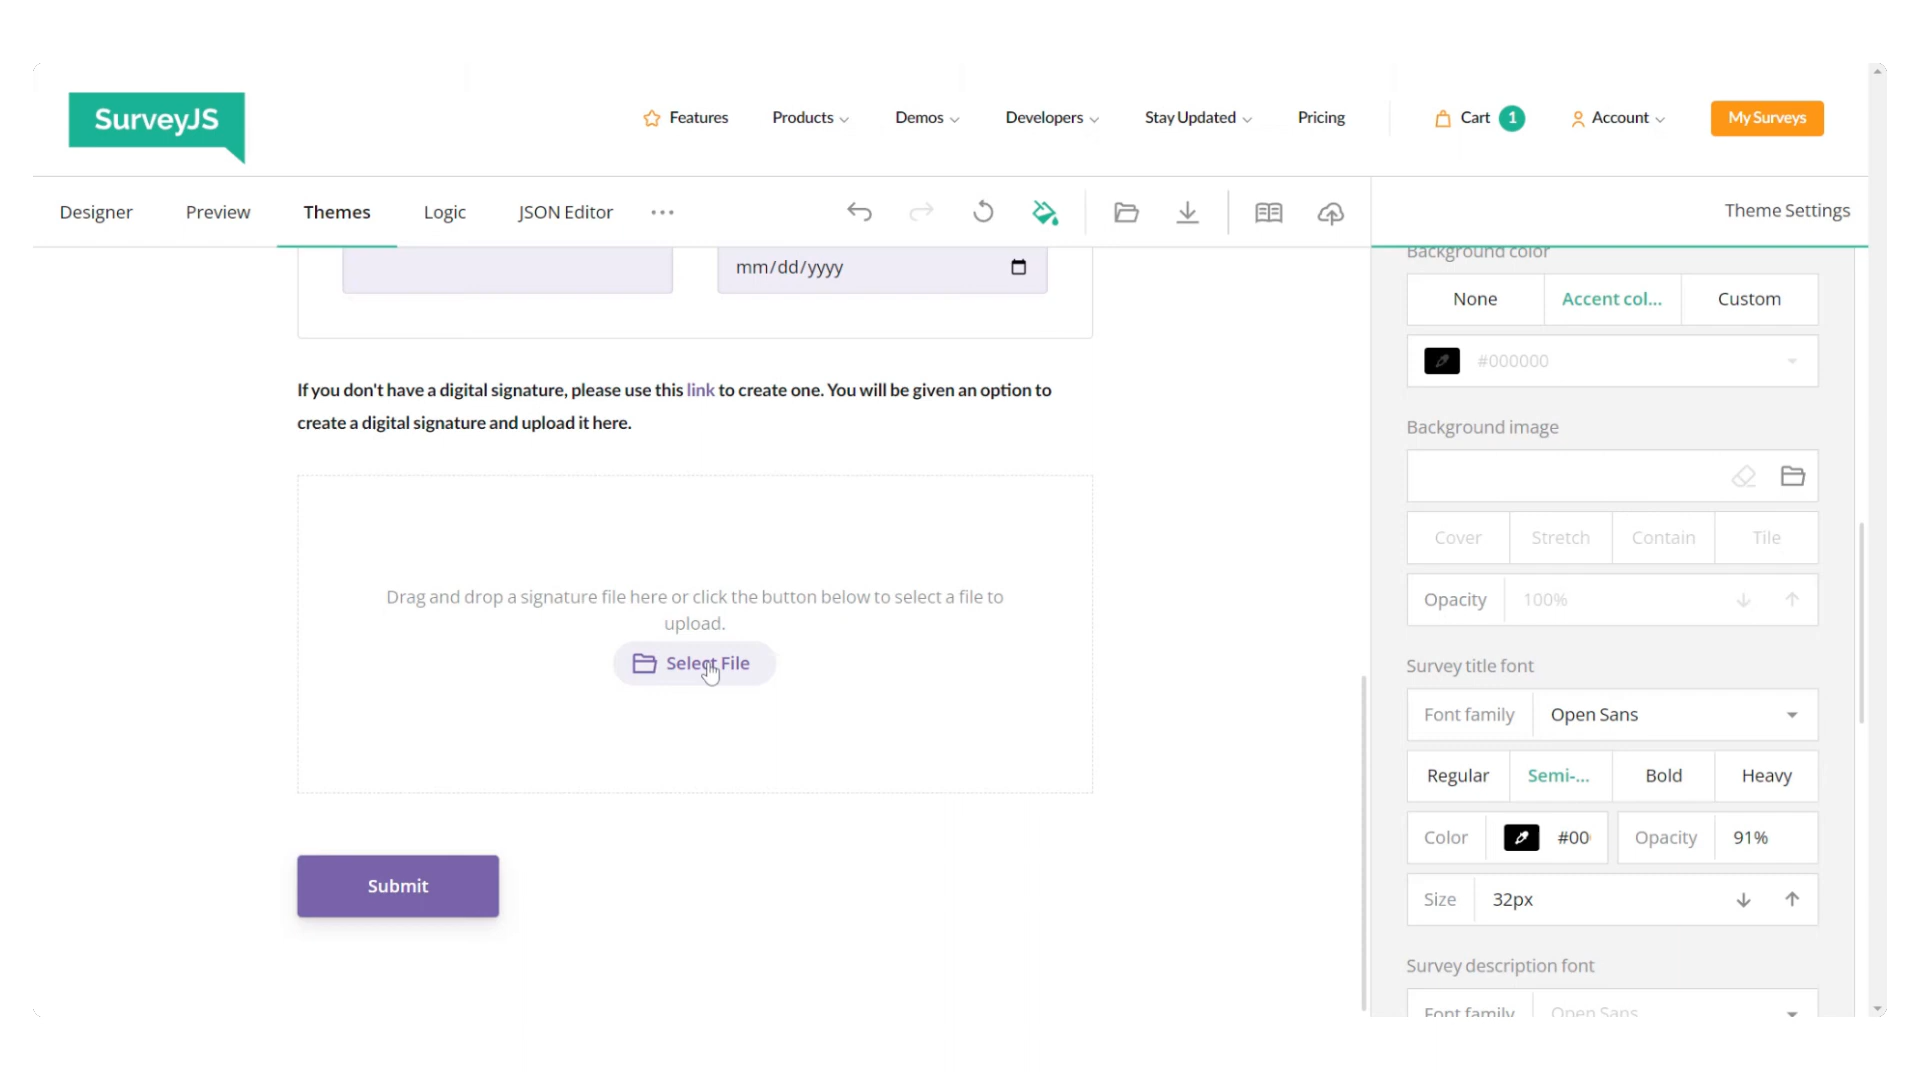 SurveyJS
Features
Products
Demos
Developers
Stay Updated
Pricing
Cart 1
Account
My Surveys
Designer
Preview
Themes
Logic
JSON Editor
Theme Settings
mm/dd/yyyy
If you don't have a digital signature, please use this link to create one. You will be given an option to
create a digital signature and upload it here.
Drag and drop a signature file here or click the button below to select a file to
upload.
Select File
Submit
Background color
None
Accent col...
Custom
#000000
Background image
Cover
Stretch
Contain
Tile
Opacity 100%
Survey title font
Font family Open Sans
Regular
Semi-...
Bold
Heavy
Color #00
Opacity 91%
Size 32px
Survey description font
Font family Open Sans